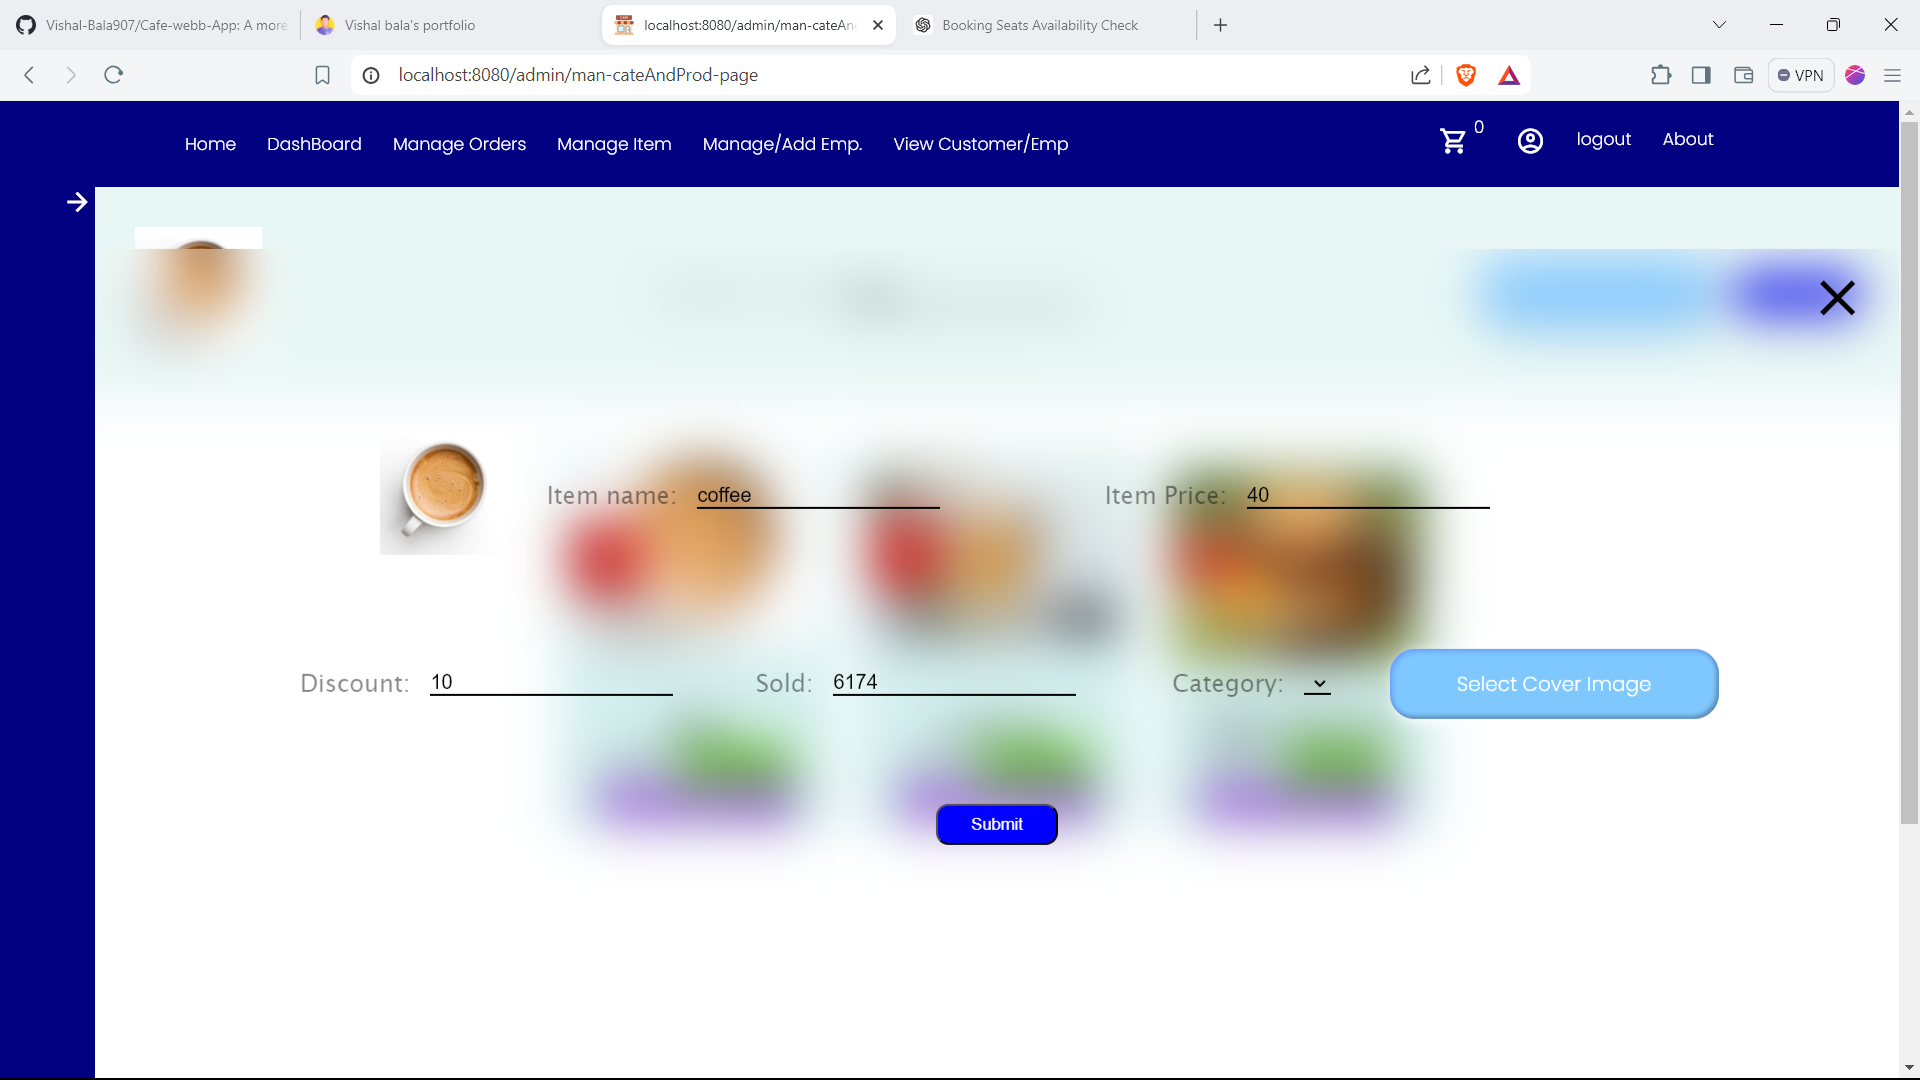 Vishal-Bala907/Cafe-webb-App: A more
Vishal bala's portfolio
localhost:8080/admin/man-cateAn
Booking Seats Availability Check
localhost:8080/admin/man-cateAndProd-page
VPN
Home DashBoard Manage Orders Manage Item Manage/Add Emp. View Customer/Emp 0 logout About
Item name: coffee Item Price: 40
Discount: 10 Sold: 6174 Category: Select Cover Image
Submit